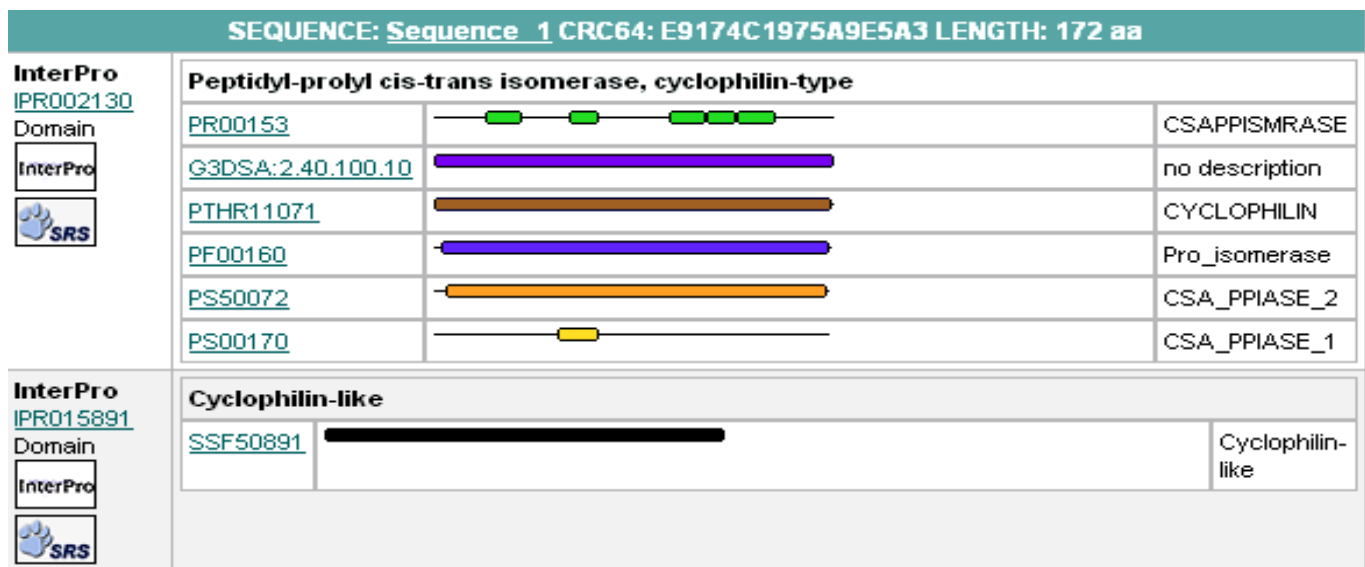 SEQUENCE: Sequence_1 CRC64: E9174C1975A9E5A3 LENGTH: 172 aa
InterPro
IPR002130
Domain
InterPro
SRS
Peptidyl-prolyl cis-trans isomerase, cyclophilin-type
PR00153 CSAPPISMRASE
G3DSA:2.40.100.10 no description
PTHR11071 CYCLOPHILIN
PF00160 Pro_isomerase
PS50072 CSA_PPIASE_2
PS00170 CSA_PPIASE_1
InterPro
IPR015891
Domain
InterPro
SRS
Cyclophilin-like
SSF50891 Cyclophilin-
like